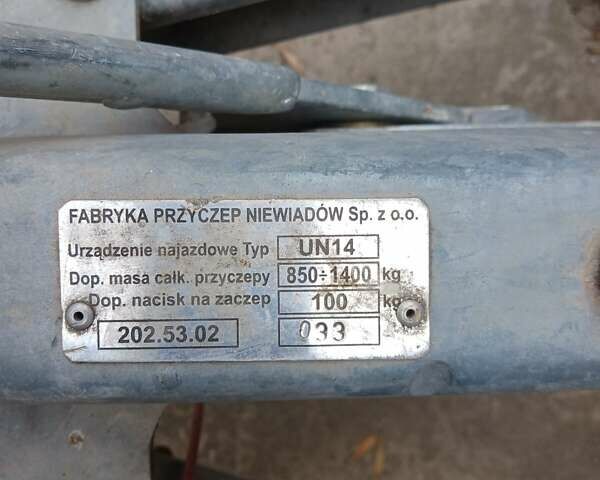 FABRYKA PRZYCZEP NIEWIADÓW Sp. z o.o.
Urządzenie najazdowe Typ UN14
Dop. masa całk. przyczepy 850÷1400 kg
Dop. nacisk na zaczep 100 kg
202.53.02 033